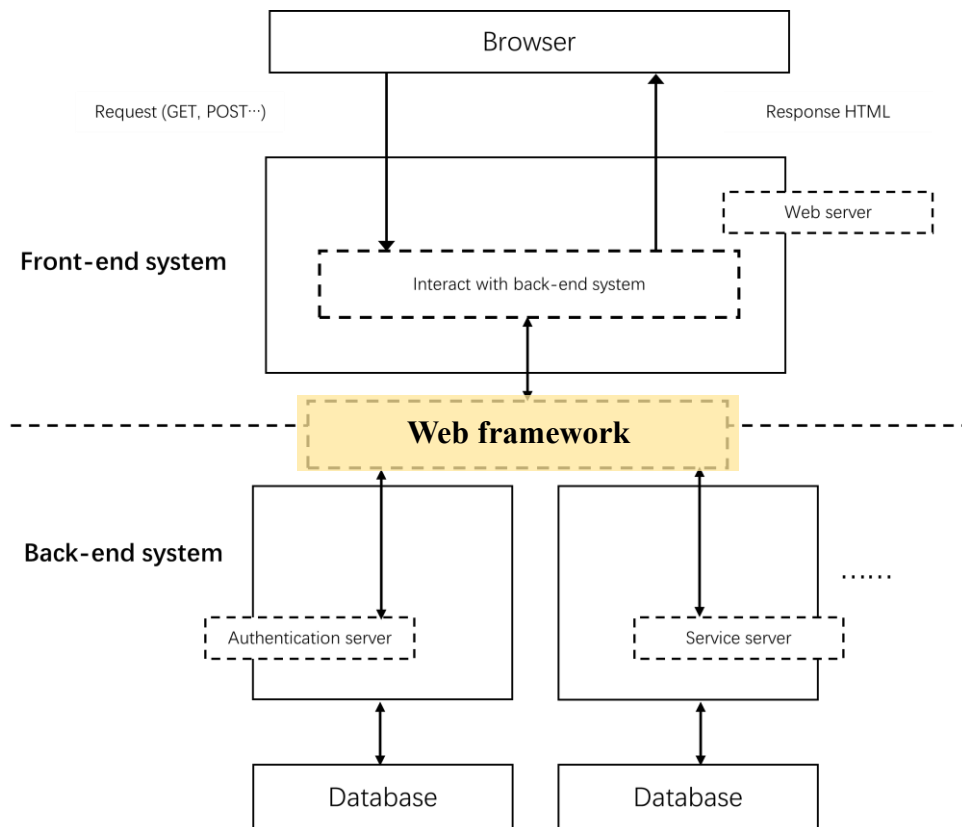 Browser
Request (GET, POST…)
Response HTML
Web server
Front-end system
Interact with back-end system
Web framework
Back-end system
……
Authentication server
Service server
Database
Database